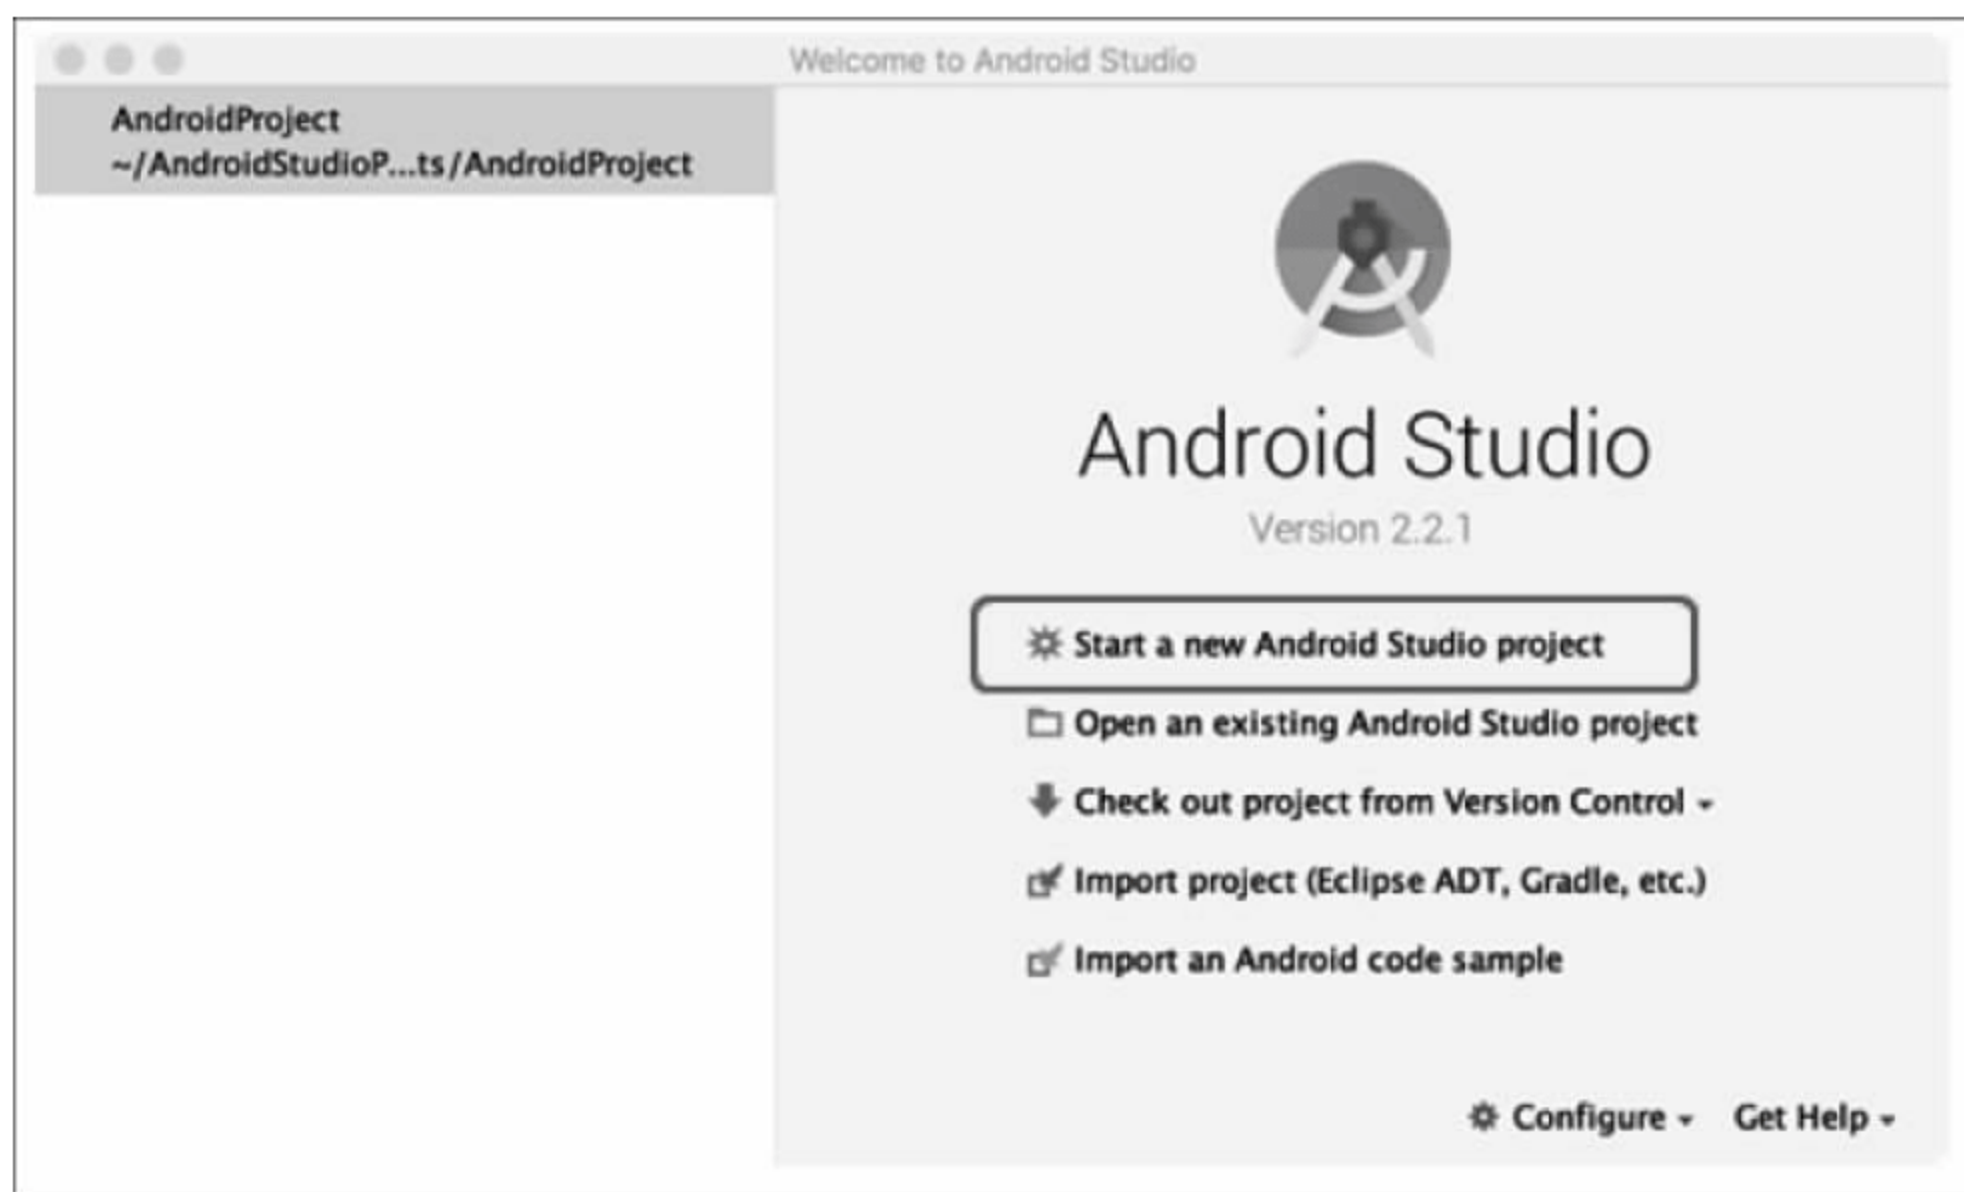 Welcome to Android Studio
AndroidProject
~/AndroidStudioP...ts/AndroidProject
Android Studio
Version 2.2.1
Start a new Android Studio project
Open an existing Android Studio project
Check out project from Version Control
Import project (Eclipse ADT, Gradle, etc.)
Import an Android code sample
Configure Get Help